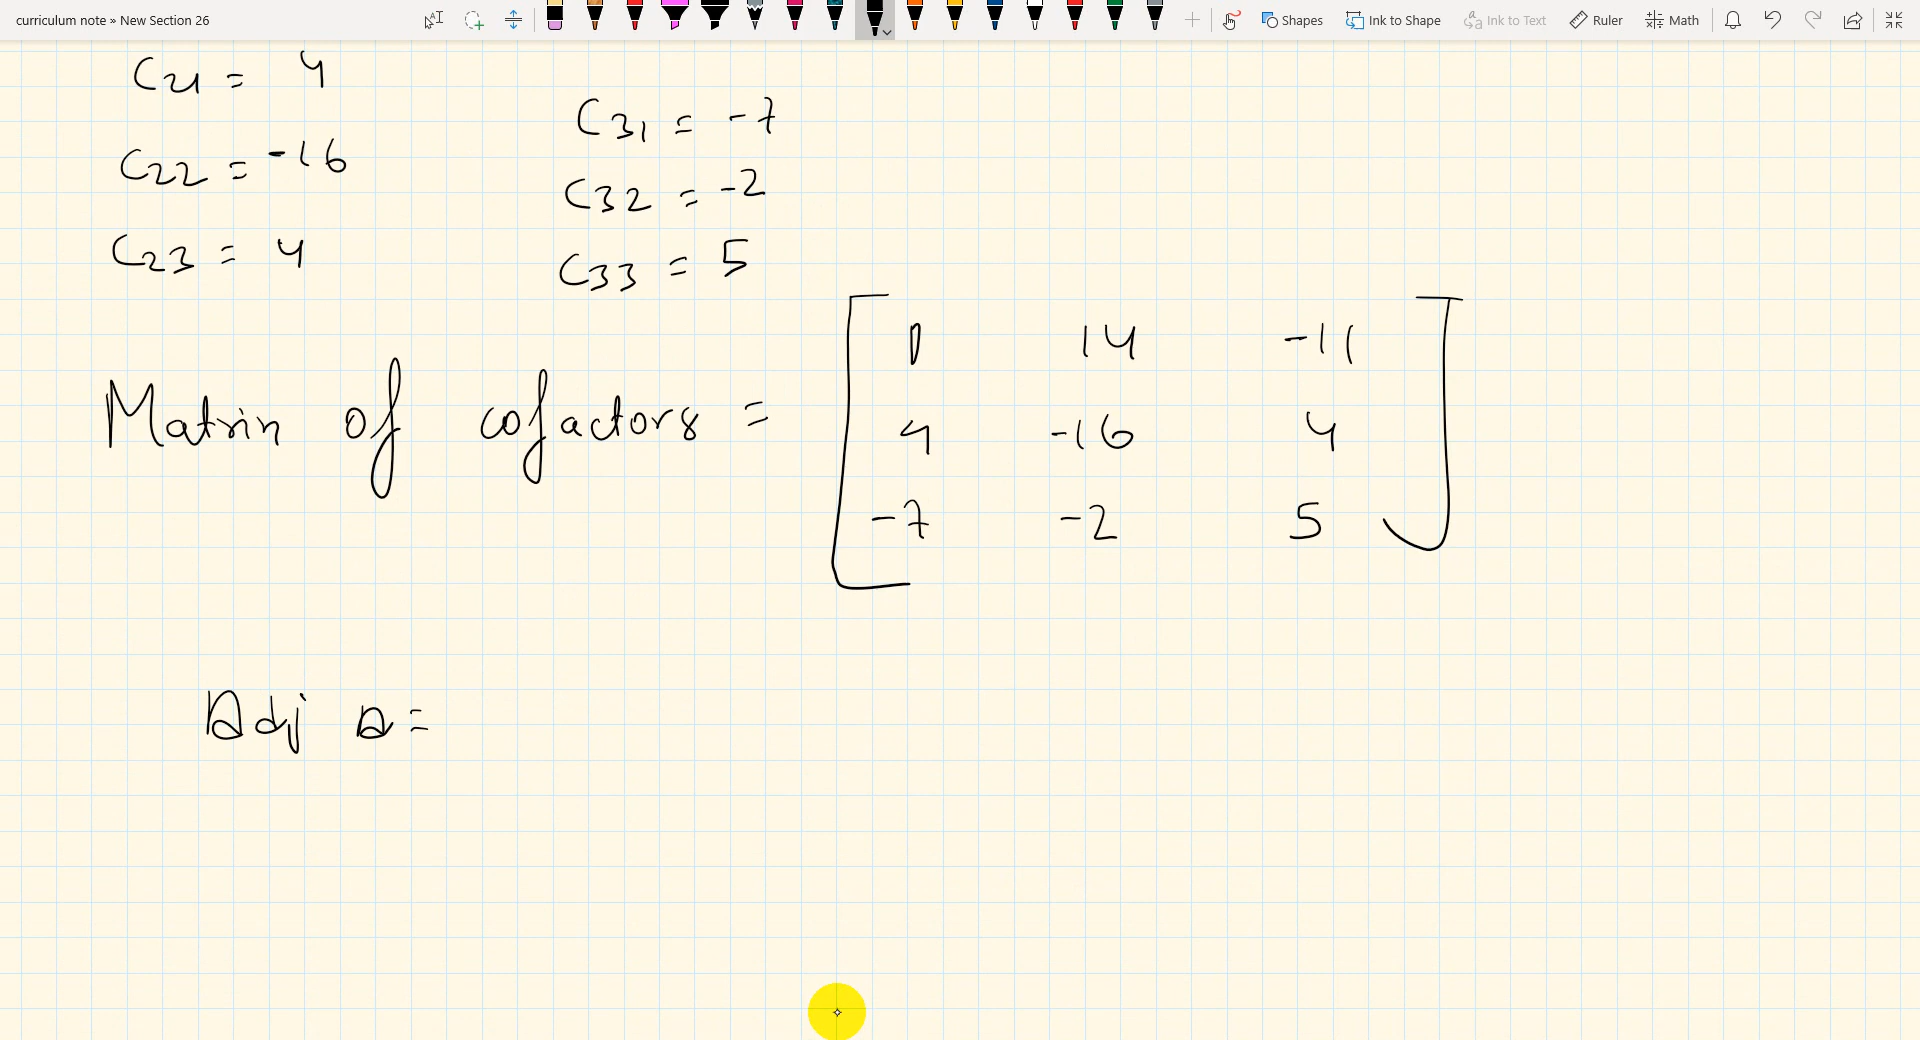 curriculum note » New Section 26
Shapes
Ink to Shape
Ink to Text
Ruler
Math
C21 = 4
C22 = -16
C23 = 4
C31 = -7
C32 = -2
C33 = 5
Matrix of cofactors =
1 14 -11
4 -16 4
-7 -2 5
Adj A =